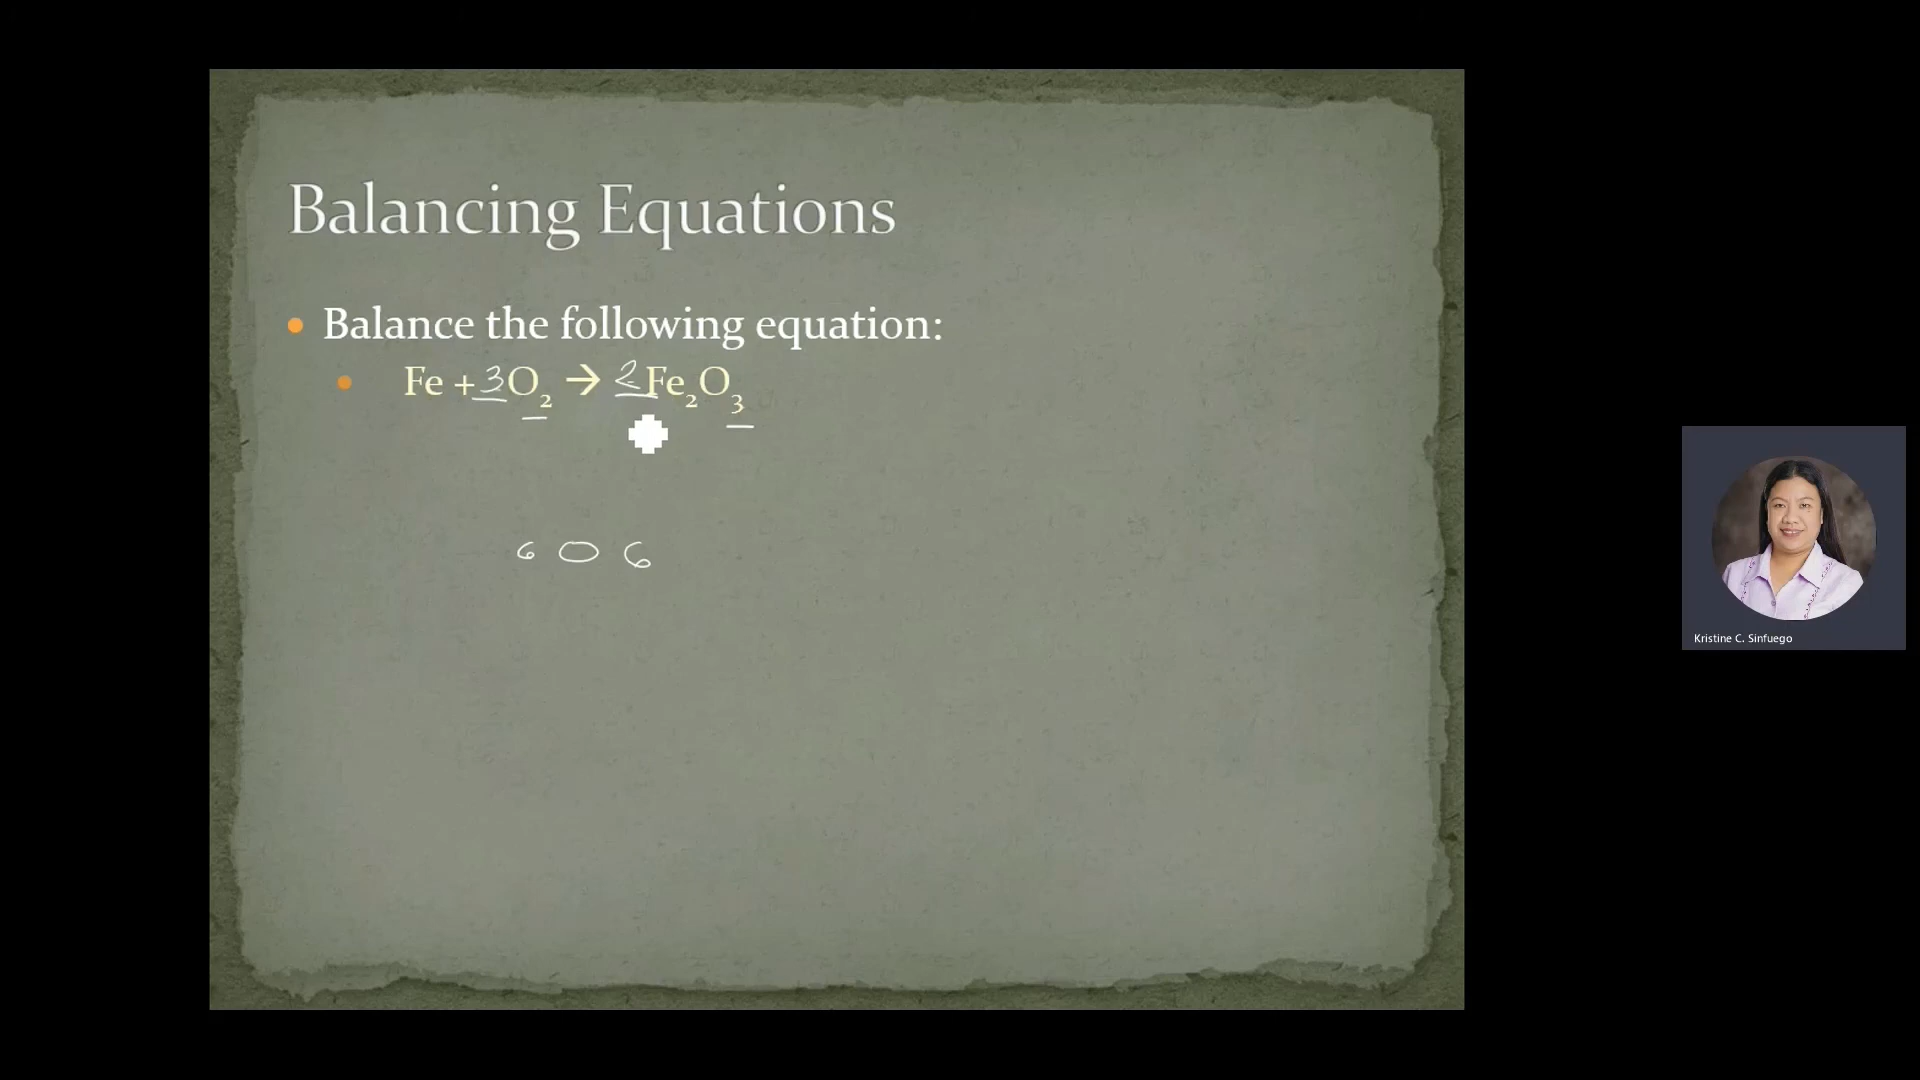 Balancing Equations
• Balance the following equation:
• Fe + 3O₂ → 2Fe₂O₃
6 O 6
Kristine C. Sinfuego